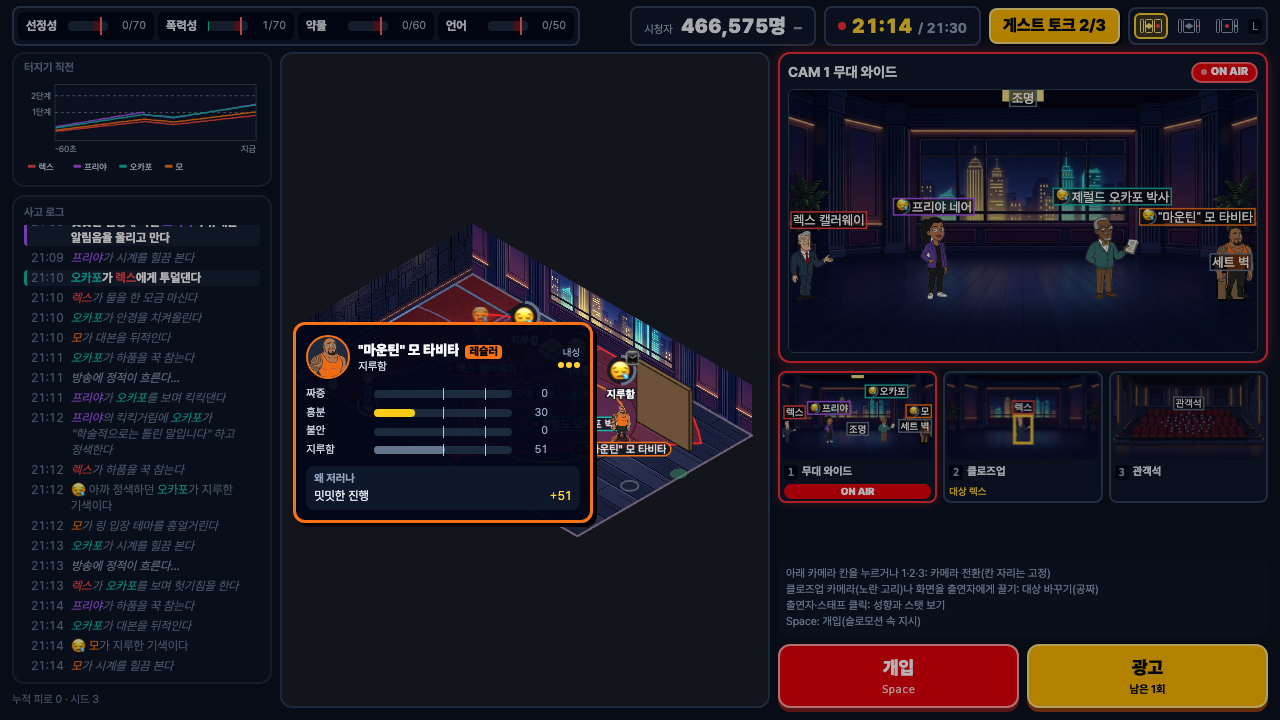 선정성 0/70 폭력성 1/70 약물 0/60 언어 0/50
시청자 466,575명 –
21:14 / 21:30
게스트 토크 2/3
L
터지기 직전
2단계
1단계
-60초 지금
렉스 프리야 오카포 모
사고 로그
알림음을 울리고 만다
21:09 프리야가 시계를 힐끔 본다
21:10 오카포가 렉스에게 투덜댄다
21:10 렉스가 물을 한 모금 마신다
21:10 오카포가 안경을 치켜올린다
21:10 모가 대본을 뒤적인다
21:11 오카포가 하품을 꾹 참는다
21:11 방송에 정적이 흐른다...
21:11 프리야가 오카포를 보며 킥킥댄다
21:12 프리야의 킥킥거림에 오카포가
"학술적으로는 틀린 말입니다" 하고
정색한다
21:12 렉스가 하품을 꾹 참는다
21:12 아까 정색하던 오카포가 지루한
기색이다
21:12 모가 링 입장 테마를 흥얼거린다
21:13 오카포가 시계를 힐끔 본다
21:13 방송에 정적이 흐른다...
21:13 렉스가 오카포를 보며 헛기침을 한다
21:14 프리야가 하품을 꾹 참는다
21:14 오카포가 대본을 뒤적인다
21:14 모가 지루한 기색이다
21:14 모가 시계를 힐끔 본다
누적 피로 0 · 시드 3
"마운틴" 모 타비타 레슬러
지루함
내성
짜증 0
흥분 30
불안 0
지루함 51
왜 저러나
밋밋한 진행 +51
지루함
운틴" 모 타비타
CAM 1 무대 와이드
ON AIR
조명
렉스 캘러웨이
프리야 네어
제럴드 오카포 박사
"마운틴" 모 타비타
세트 벽
렉스 프리야 오카포 모
조명 세트 벽
1 무대 와이드
ON AIR
렉스
2 클로즈업
대상 렉스
관객석
3 관객석
아래 카메라 칸을 누르거나 1·2·3: 카메라 전환(칸 자리는 고정)
클로즈업 카메라(노란 고리)나 화면을 출연자에게 끌기: 대상 바꾸기(공짜)
출연자·스태프 클릭: 성향과 스탯 보기
Space: 개입(슬로모션 속 지시)
개입
Space
광고
남은 1회